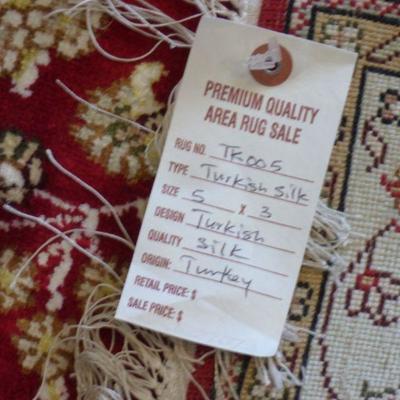 PREMIUM QUALITY
AREA RUG SALE
RUG NO. TK005
TYPE Turkish Silk
SIZE 5 X 3
DESIGN Turkish
QUALITY Silk
ORIGIN: Turkey
RETAIL PRICE: $
SALE PRICE: $